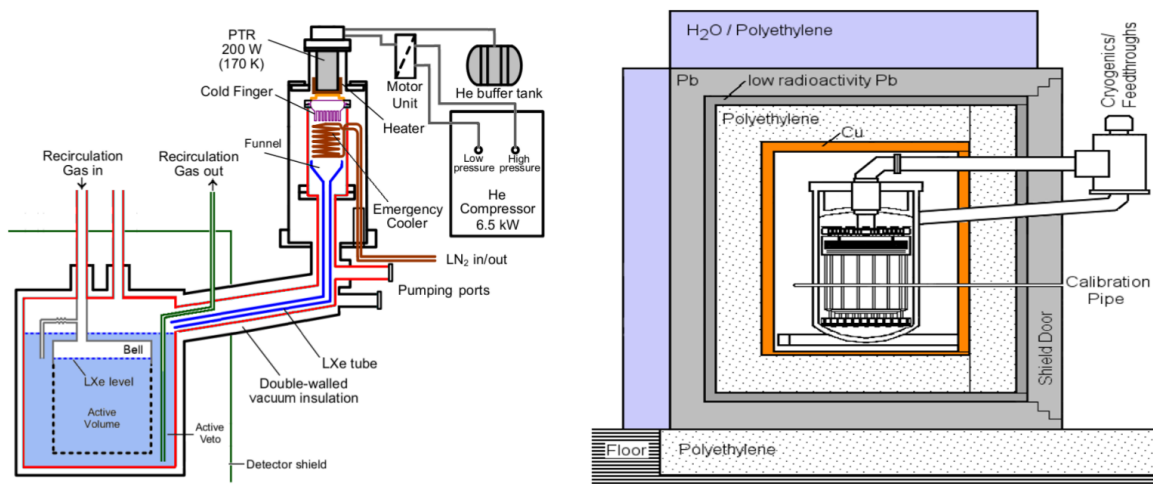 PTR
200 W
(170 K)
Motor
Unit
He buffer tank
Cold Finger
Heater
Funnel
Low
pressure
High
pressure
He
Compressor
6.5 kW
Emergency
Cooler
LN2 in/out
Pumping ports
Recirculation
Gas in
Recirculation
Gas out
LXe tube
Double-walled
vacuum insulation
Bell
LXe level
Active
Volume
Active
Veto
Detector shield
H2O / Polyethylene
Pb
low radioactivity Pb
Polyethylene
Cu
Cryogenics/
Feedthroughs
Calibration
Pipe
Shield Door
Floor
Polyethylene